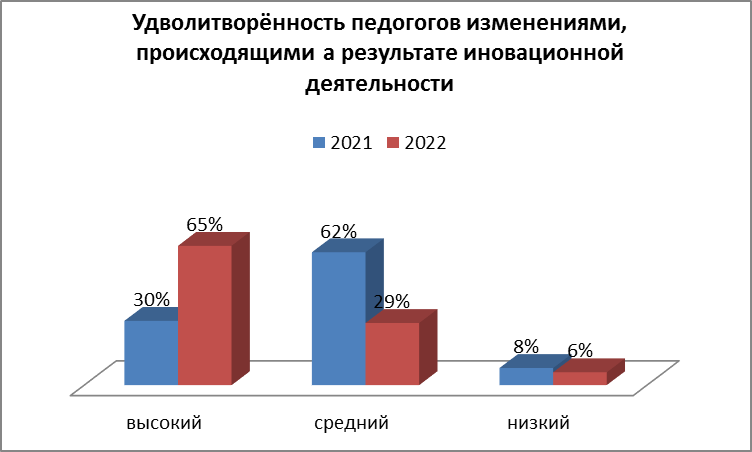 Удволитворённость педогогов изменениями,
происходящими а результате иновационной
деятельности
2021 2022
65%
62%
30%
29%
8%
6%
высокий средний низкий